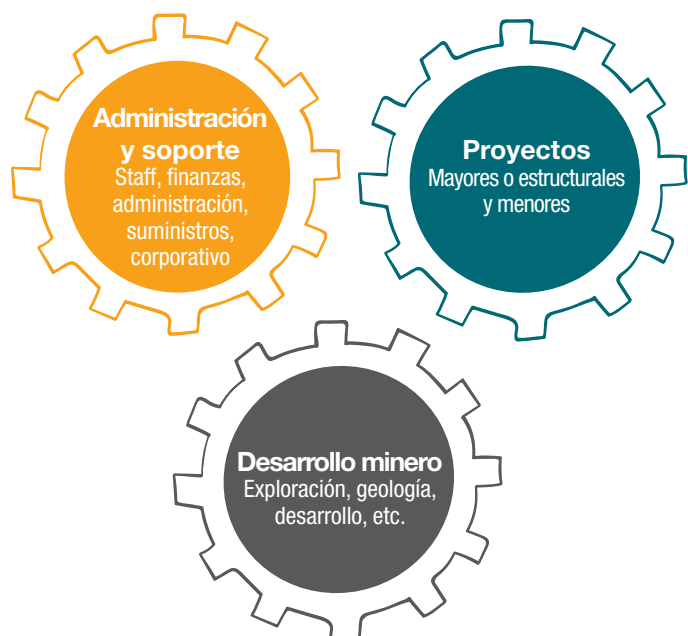 Administración
y soporte
Staff, finanzas,
administración,
suministros,
corporativo
Proyectos
Mayores o estructurales
y menores
Desarrollo minero
Exploración, geología,
desarrollo, etc.